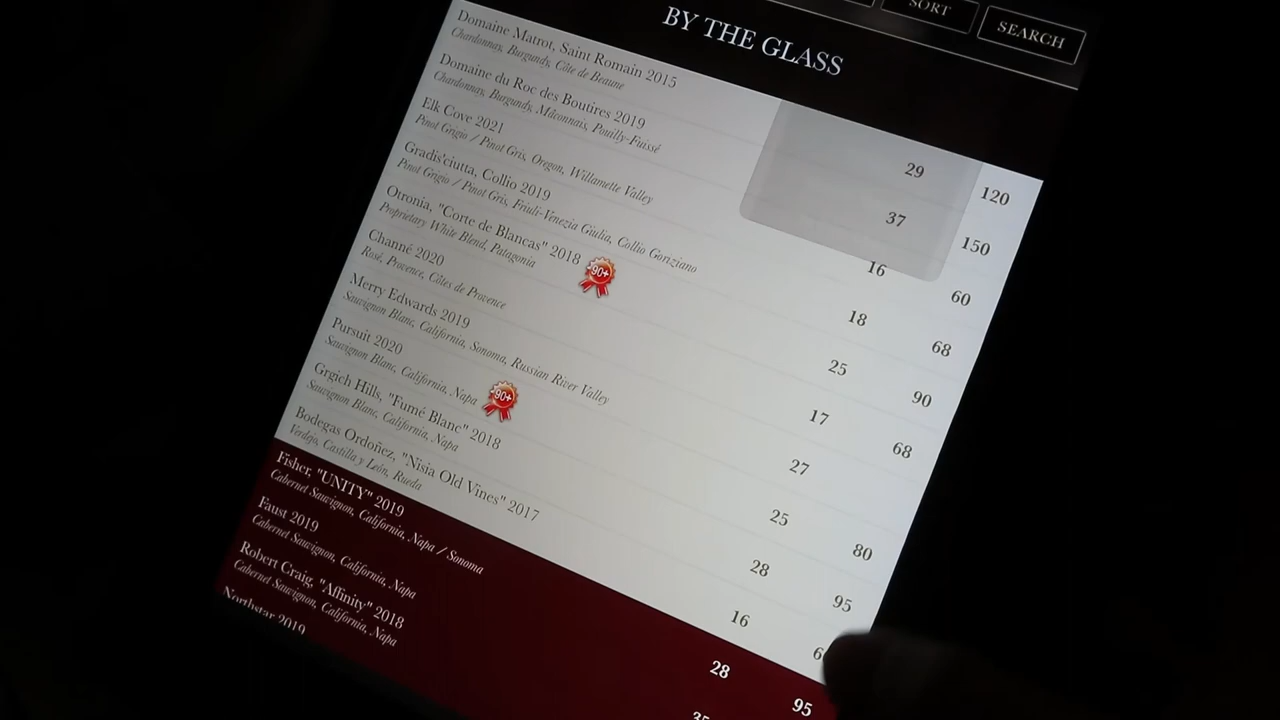 SORT
SEARCH
BY THE GLASS
Domaine Matrot, Saint Romain 2015 29 120
Chardonnay, Burgundy, Côte de Beaune
Domaine du Roc des Boutires 2019 37 150
Chardonnay, Burgundy, Mâconnais, Pouilly-Fuissé
Elk Cove 2021 16 60
Pinot Grigio / Pinot Gris, Oregon, Willamette Valley
Gradis'ciutta, Collio 2019 18 68
Pinot Grigio / Pinot Gris, Friuli-Venezia Giulia, Collio Goriziano
Otronia, "Corte de Blancas" 2018 90+ 25 90
Proprietary White Blend, Patagonia
Channé 2020 17 68
Rosé, Provence, Côtes de Provence
Merry Edwards 2019 27
Sauvignon Blanc, California, Sonoma, Russian River Valley
Pursuit 2020 25 80
Sauvignon Blanc, California, Napa 90+
Grgich Hills, "Fumé Blanc" 2018 28 95
Sauvignon Blanc, California, Napa
Bodegas Ordoñez, "Nisia Old Vines" 2017 16
Verdejo, Castilla y León, Rueda
Fisher, "UNITY" 2019 28 95
Cabernet Sauvignon, California, Napa / Sonoma
Faust 2019
Cabernet Sauvignon, California, Napa
Robert Craig, "Affinity" 2018
Cabernet Sauvignon, California, Napa
Northstar 2019